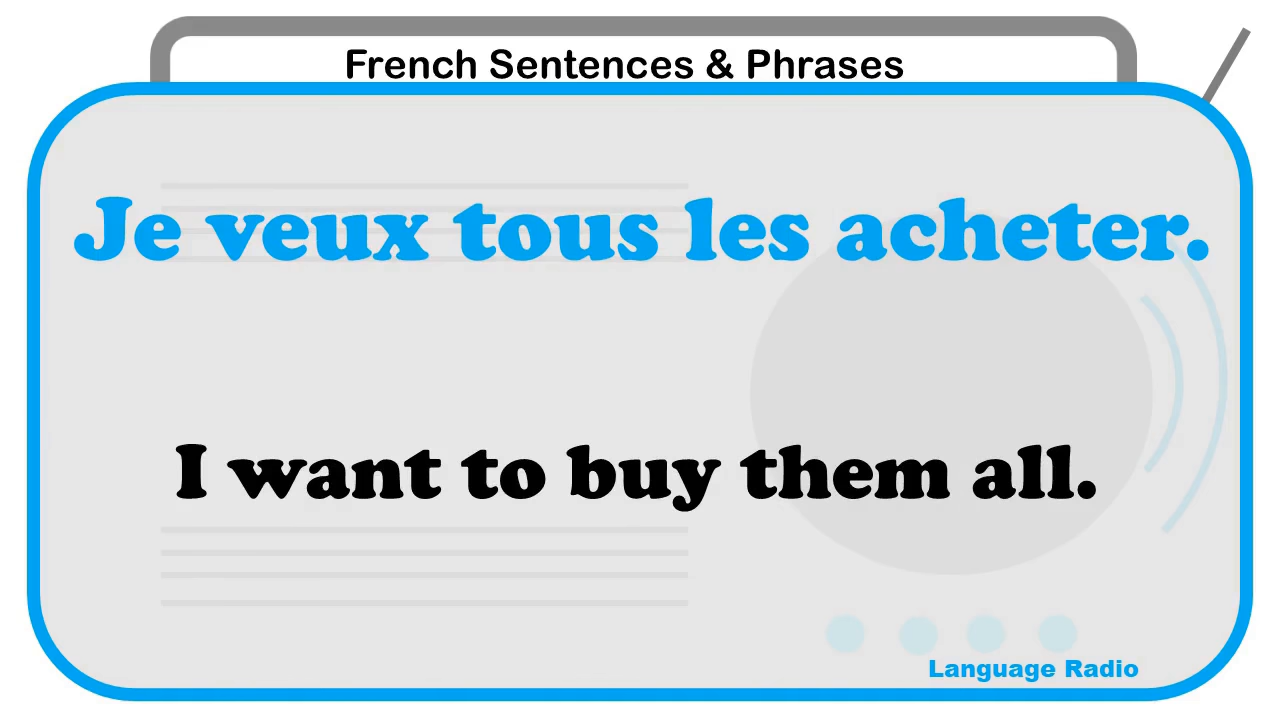 French Sentences & Phrases
Je veux tous les acheter.
I want to buy them all.
Language Radio